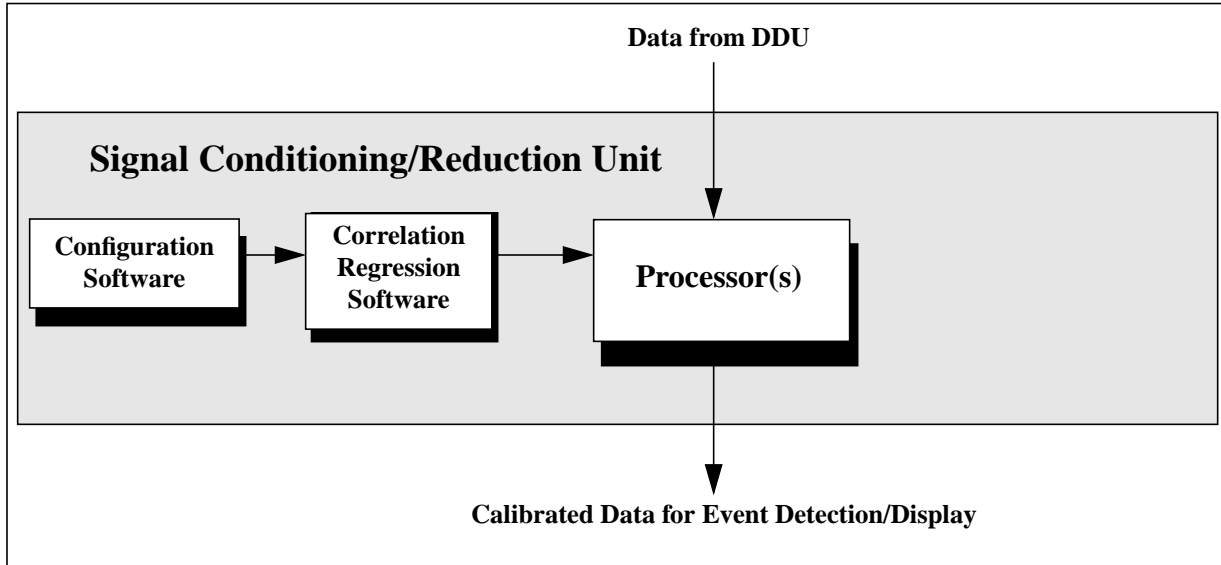 Data from DDU
Signal Conditioning/Reduction Unit
Configuration
Software
Correlation
Regression
Software
Processor(s)
Calibrated Data for Event Detection/Display